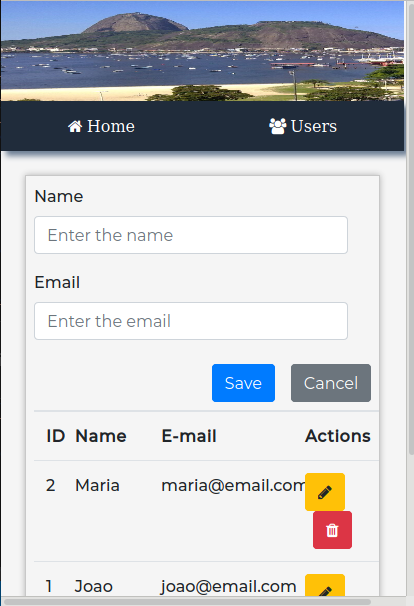 Home Users
Name
Enter the name
Email
Enter the email
Save Cancel
ID Name E-mail Actions
2 Maria maria@email.com
1 Joao joao@email.com